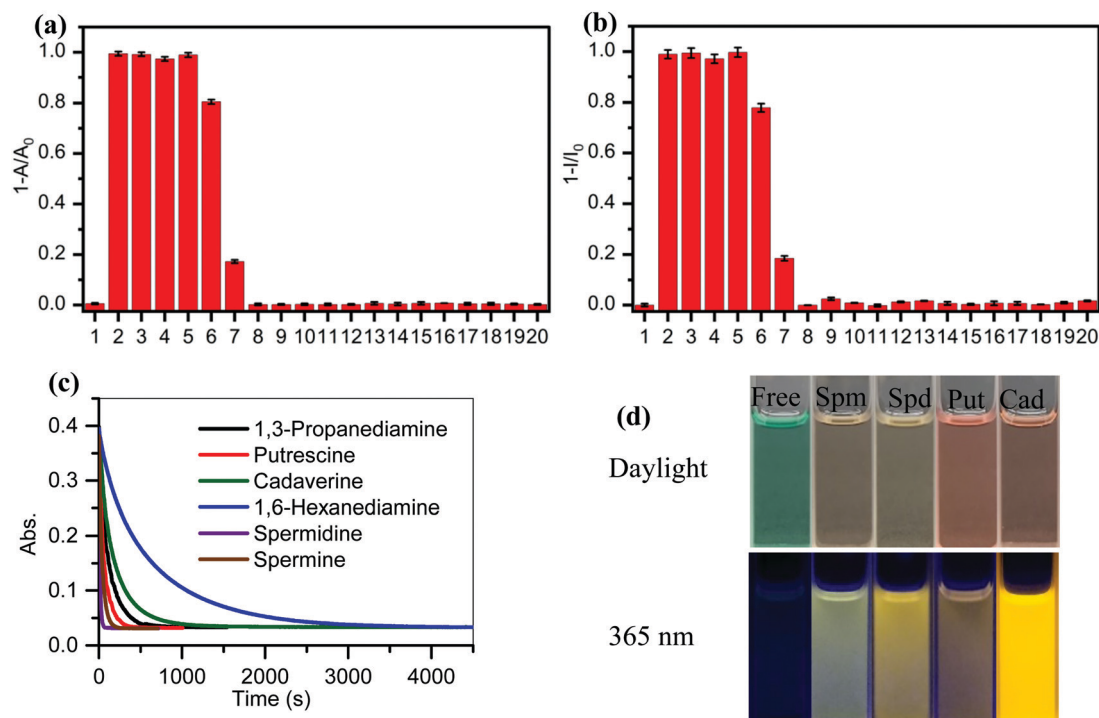 (a)
1.0
0.8
0.6
0.4
0.2
0.0
1-A/A0
1 2 3 4 5 6 7 8 9 10 11 12 13 14 15 16 17 18 19 20
(b)
1.0
0.8
0.6
0.4
0.2
0.0
1-I/I0
1 2 3 4 5 6 7 8 9 10 11 12 13 14 15 16 17 18 19 20
(c)
0.4
0.3
0.2
0.1
0.0
Abs.
1,3-Propanediamine
Putrescine
Cadaverine
1,6-Hexanediamine
Spermidine
Spermine
0 1000 2000 3000 4000
Time (s)
(d)
Free Spm Spd Put Cad
Daylight
365 nm